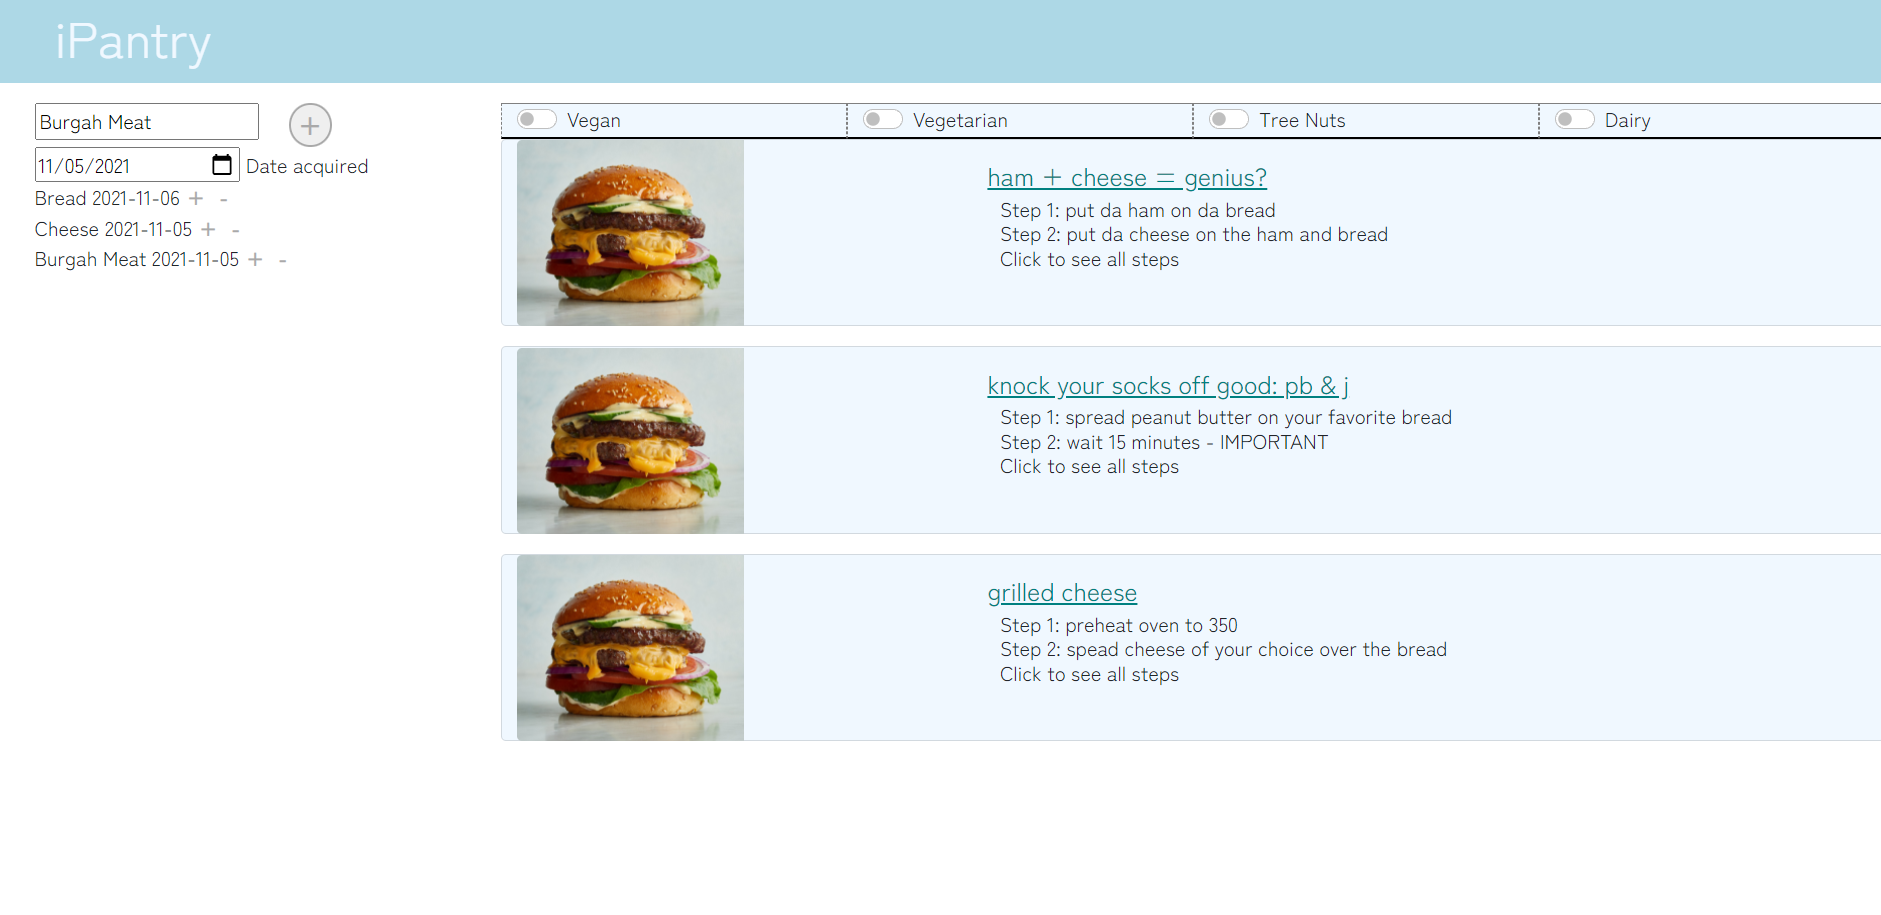 iPantry
Burgah Meat
+
11/05/2021 Date acquired
Bread 2021-11-06 + -
Cheese 2021-11-05 + -
Burgah Meat 2021-11-05 + -
Vegan Vegetarian Tree Nuts Dairy
ham + cheese = genius?
Step 1: put da ham on da bread
Step 2: put da cheese on the ham and bread
Click to see all steps
knock your socks off good: pb & j
Step 1: spread peanut butter on your favorite bread
Step 2: wait 15 minutes - IMPORTANT
Click to see all steps
grilled cheese
Step 1: preheat oven to 350
Step 2: spead cheese of your choice over the bread
Click to see all steps